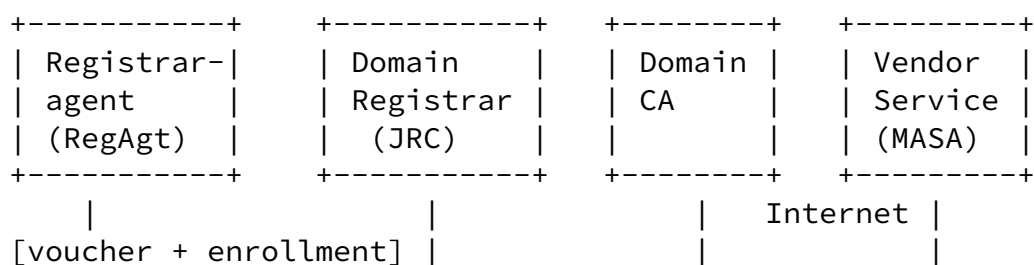 +-----------+     +-----------+    +--------+    +---------+
| Registrar-|     | Domain    |    | Domain |    | Vendor  |
| agent     |     | Registrar |    | CA     |    | Service |
| (RegAgt)  |     |  (JRC)    |    |        |    | (MASA)  |
+-----------+     +-----------+    +--------+    +---------+
     |                  |               |   Internet |
[voucher + enrollment]  |               |            |